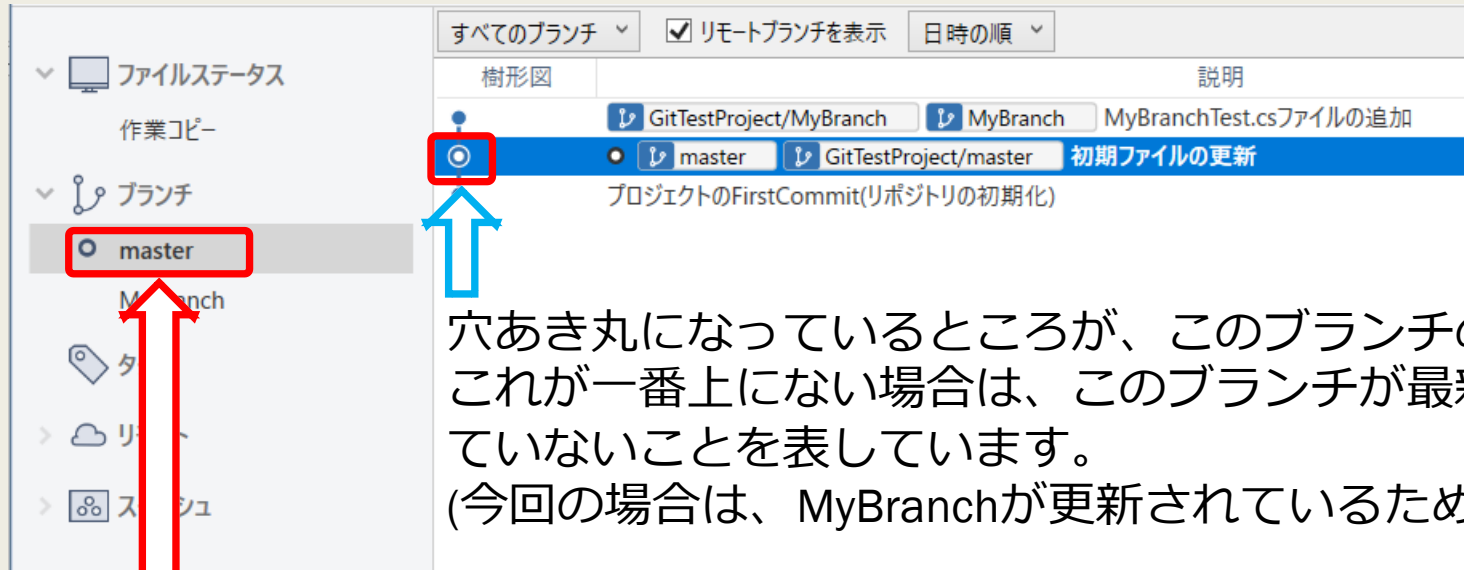 すべてのブランチ リモートブランチを表示 日時の順
ファイルステータス
樹形図 説明
作業コピー
GitTestProject/MyBranch MyBranch MyBranchTest.csファイルの追加
master GitTestProject/master 初期ファイルの更新
ブランチ
プロジェクトのFirstCommit(リポジトリの初期化)
master
穴あき丸になっているところが、このブランチの
これが一番上にない場合は、このブランチが最新
ていないことを表しています。
(今回の場合は、MyBranchが更新されているため